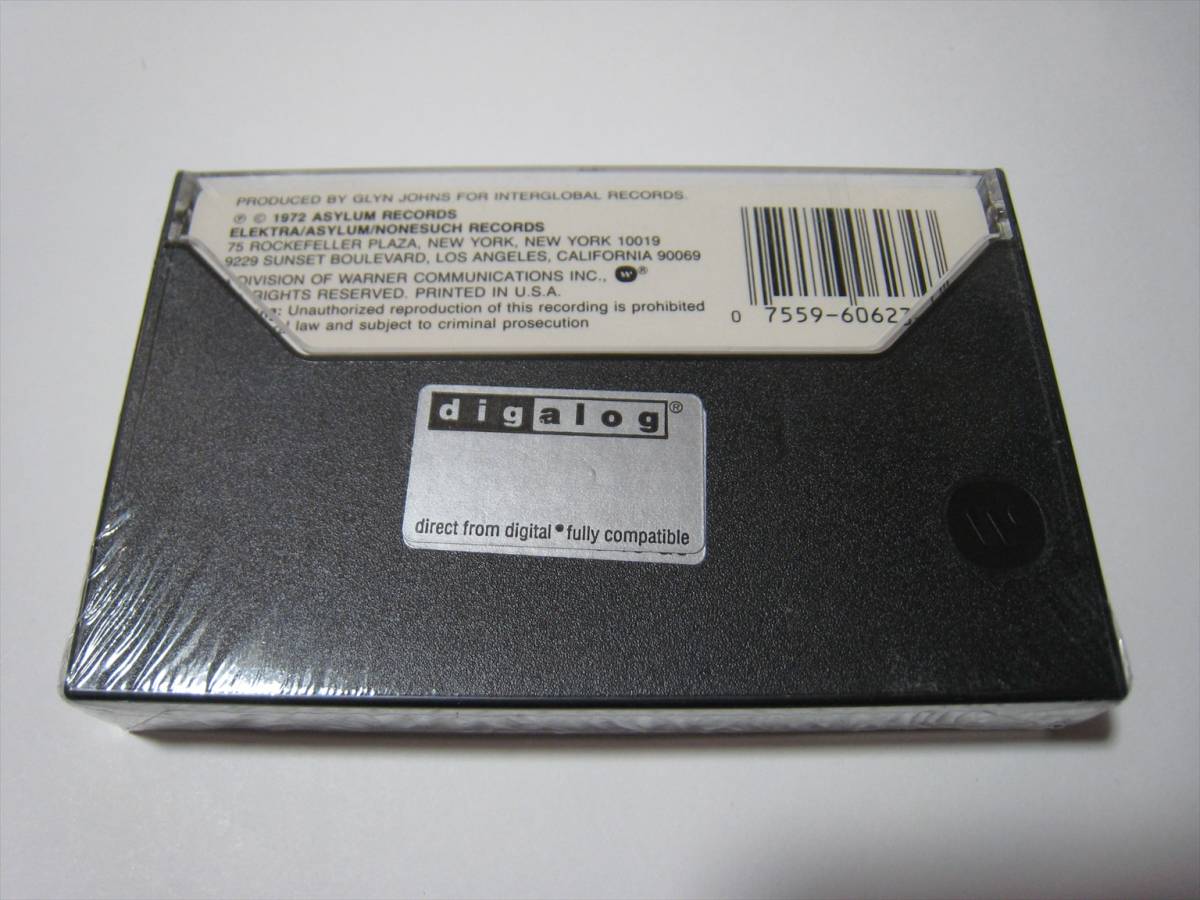 PRODUCED BY GLYN JOHNS FOR INTERGLOBAL RECORDS.
℗ © 1972 ASYLUM RECORDS
ELEKTRA/ASYLUM/NONESUCH RECORDS
75 ROCKEFELLER PLAZA, NEW YORK, NEW YORK 10019
9229 SUNSET BOULEVARD, LOS ANGELES, CALIFORNIA 90069
DIVISION OF WARNER COMMUNICATIONS INC., W®
RIGHTS RESERVED. PRINTED IN U.S.A.
Unauthorized reproduction of this recording is prohibited
law and subject to criminal prosecution
0 7559-6062
digalog®
direct from digital • fully compatible
W